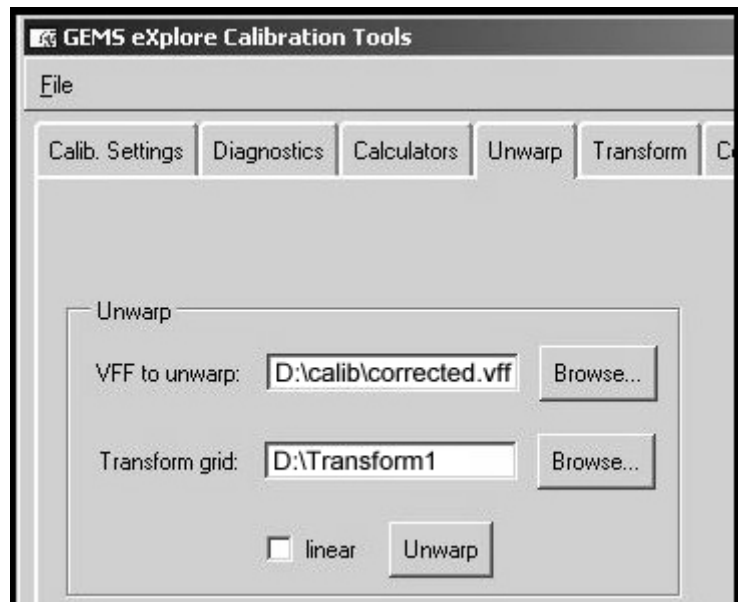 GEMS eXplore Calibration Tools
File
Calib. Settings Diagnostics Calculators Unwarp Transform
Unwarp
VFF to unwarp: D:\calib\corrected.vff Browse...
Transform grid: D:\Transform1 Browse...
linear Unwarp